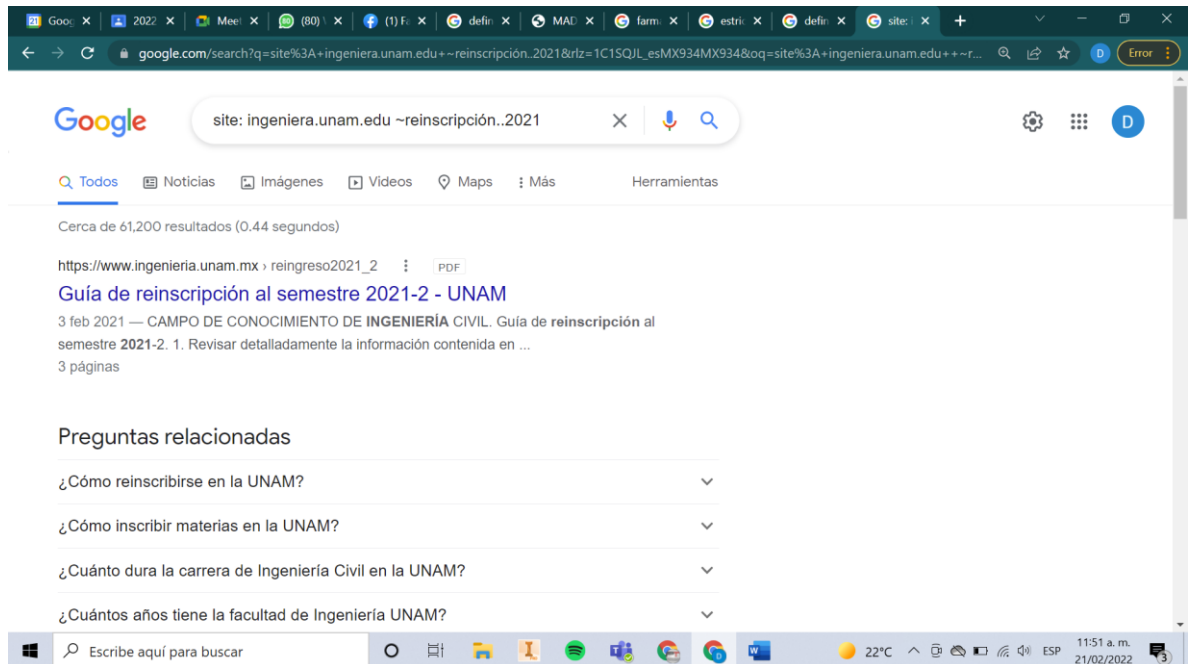 Goog
2022
Meet
(80) \
(1) Fa
defin
MAD
farma
estric
defin
site: i
google.com/search?q=site%3A+ingeniera.unam.edu+~reinscripción..2021&rlz=1C1SQJL_esMX934MX934&oq=site%3A+ingeniera.unam.edu++~r...
D
Error
Google
site: ingeniera.unam.edu ~reinscripción..2021
D
Todos
Noticias
Imágenes
Videos
Maps
Más
Herramientas
Cerca de 61,200 resultados (0.44 segundos)
https://www.ingenieria.unam.mx › reingreso2021_2
PDF
Guía de reinscripción al semestre 2021-2 - UNAM
3 feb 2021 — CAMPO DE CONOCIMIENTO DE INGENIERÍA CIVIL. Guía de reinscripción al
semestre 2021-2. 1. Revisar detalladamente la información contenida en ...
3 páginas
Preguntas relacionadas
¿Cómo reinscribirse en la UNAM?
¿Cómo inscribir materias en la UNAM?
¿Cuánto dura la carrera de Ingeniería Civil en la UNAM?
¿Cuántos años tiene la facultad de Ingeniería UNAM?
Escribe aquí para buscar
22°C
ESP
11:51 a. m.
21/02/2022
3